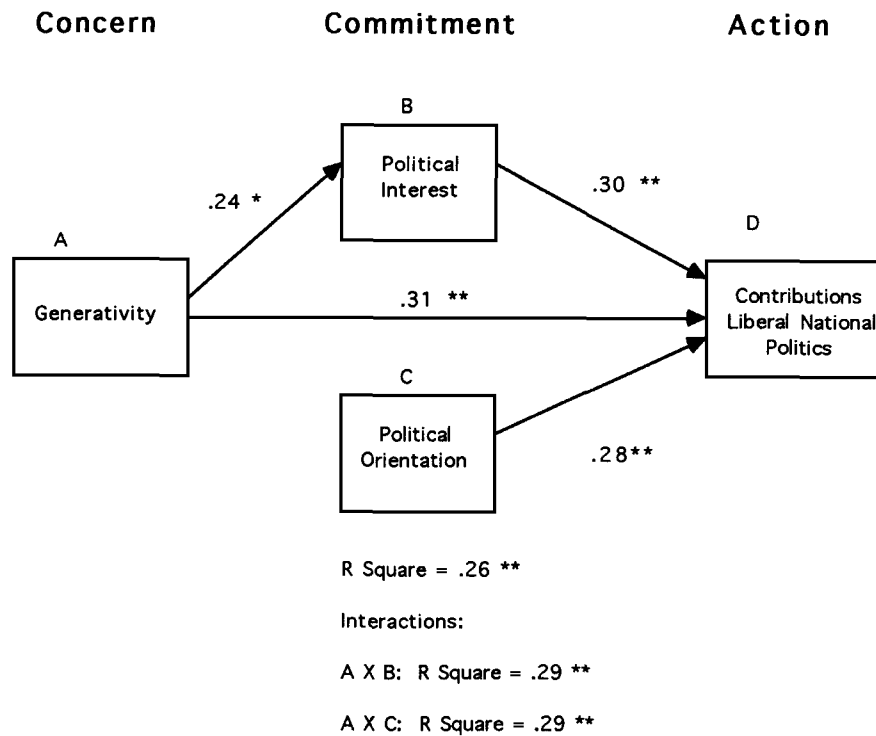 Concern Commitment Action
B
Political
Interest
.24 *
.30 **
A
D
Generativity
.31 **
Contributions
Liberal National
Politics
C
Political
Orientation
.28**
R Square = .26 **
Interactions:
A X B: R Square = .29 **
A X C: R Square = .29 **